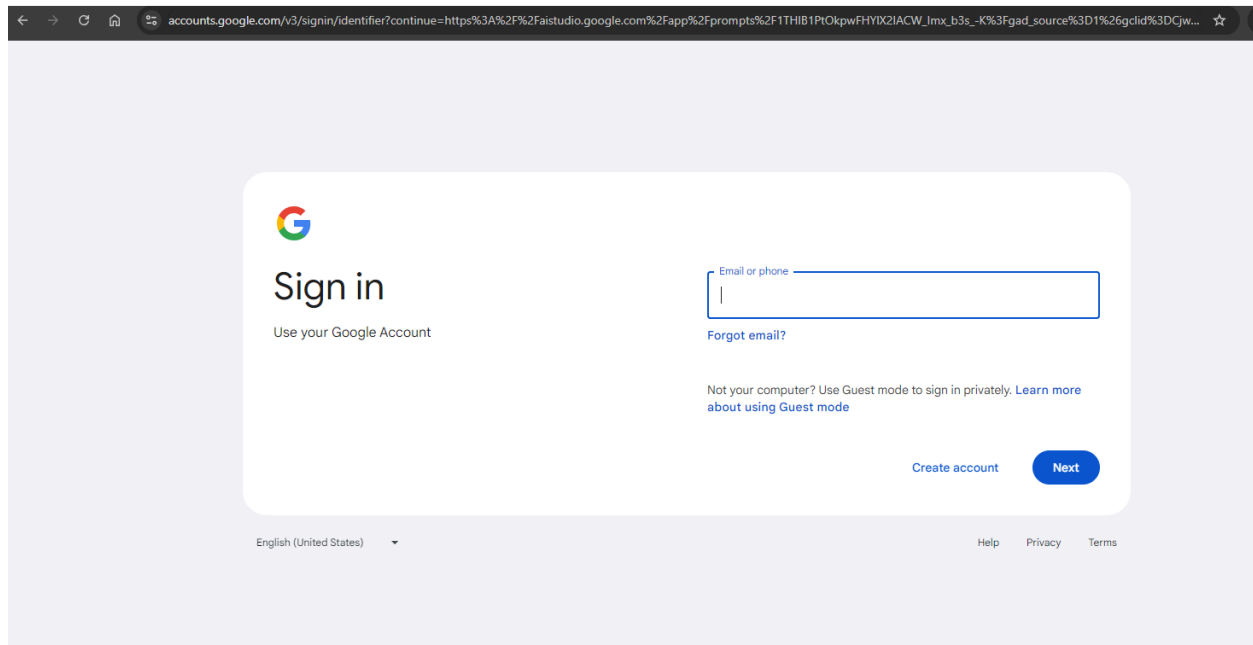 accounts.google.com/v3/signin/identifier?continue=https%3A%2F%2Faistudio.google.com%2Fapp%2Fprompts%2F1THIB1PtOkpwFHYlX2IACW_Imx_b3s_-K%3Fgad_source%3D1%26gclid%3DCjw...
Sign in
Use your Google Account
Email or phone
Forgot email?
Not your computer? Use Guest mode to sign in privately. Learn more
about using Guest mode
Create account
Next
English (United States)
Help Privacy Terms